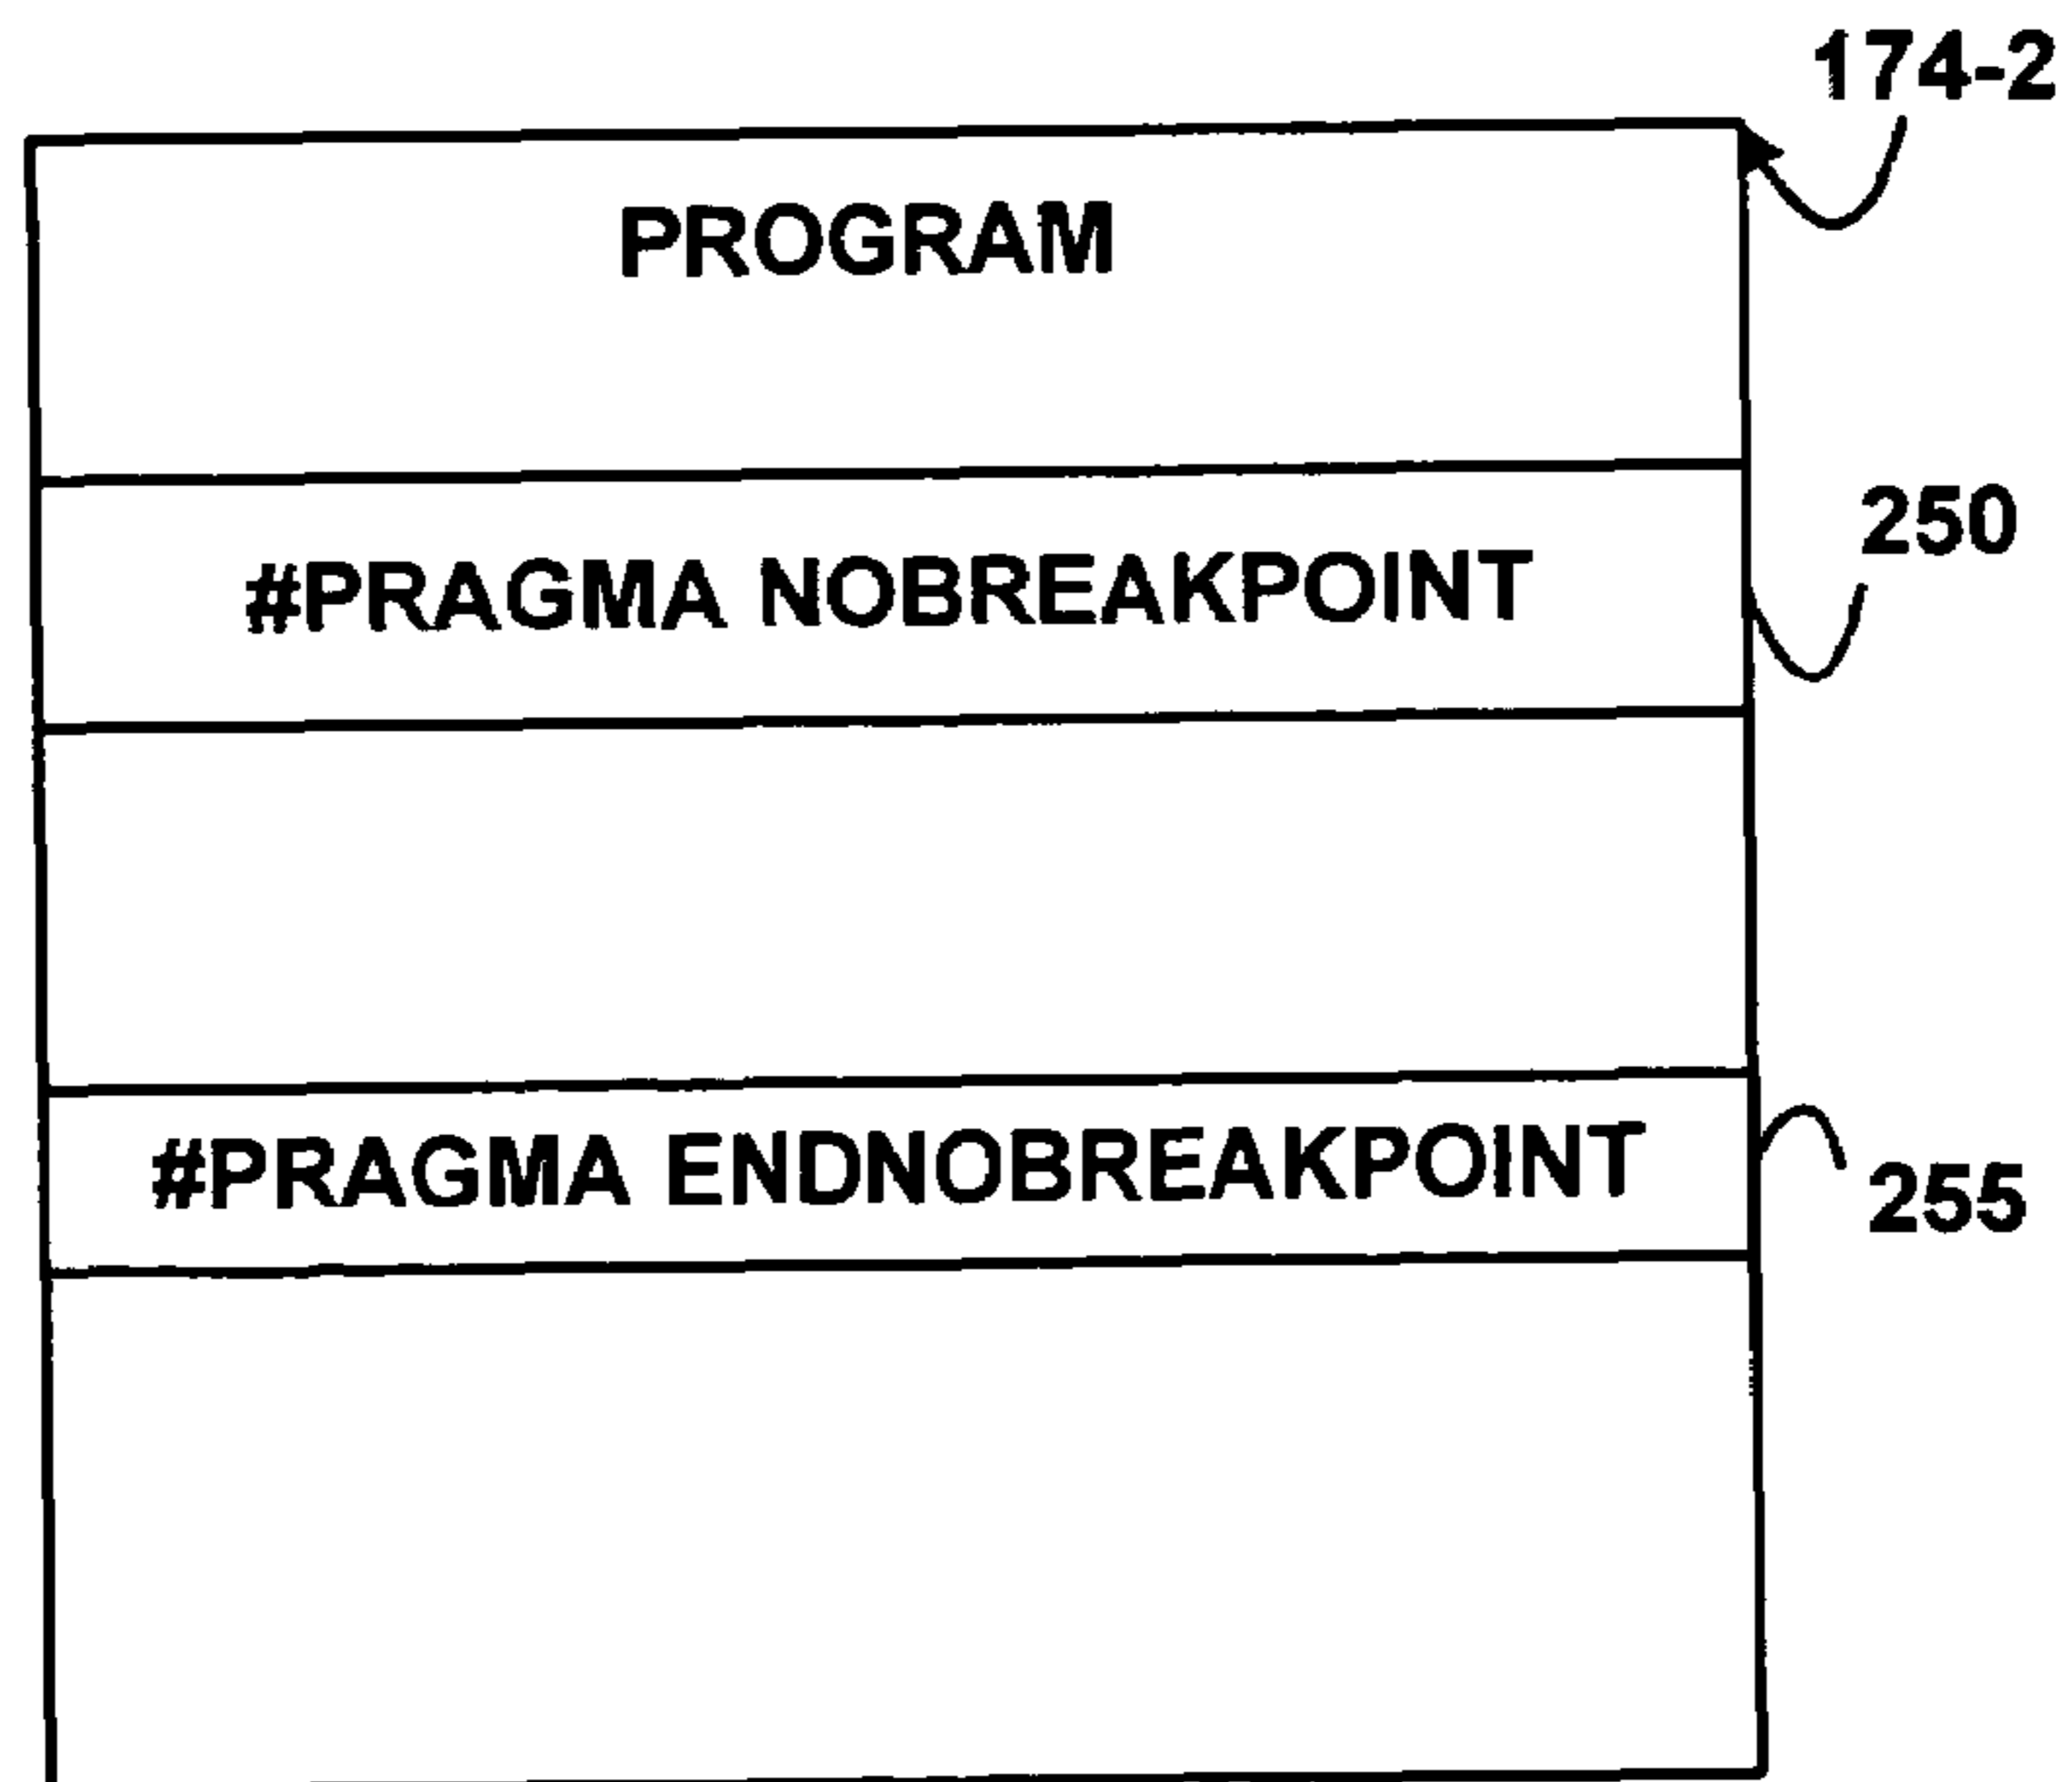 174-2
PROGRAM
250
#PRAGMA NOBREAKPOINT
#PRAGMA ENDNOBREAKPOINT
255